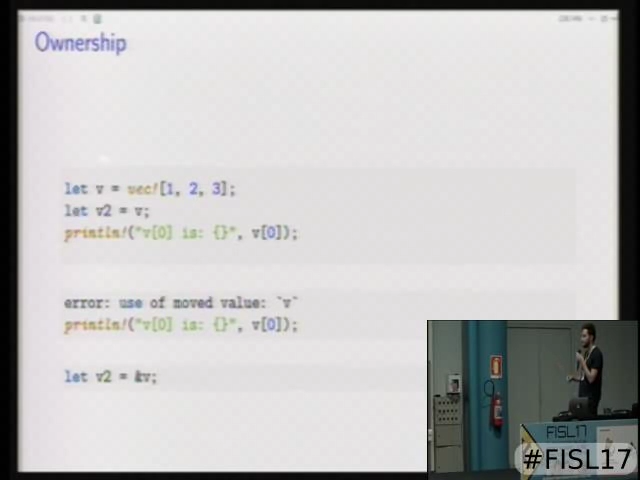 Ownership
let v = vec![1, 2, 3];
let v2 = v;
println!("v[0] is: {}", v[0]);
error: use of moved value: `v`
println!("v[0] is: {}", v[0]);
let v2 = &v;
FISL17
#FISL17